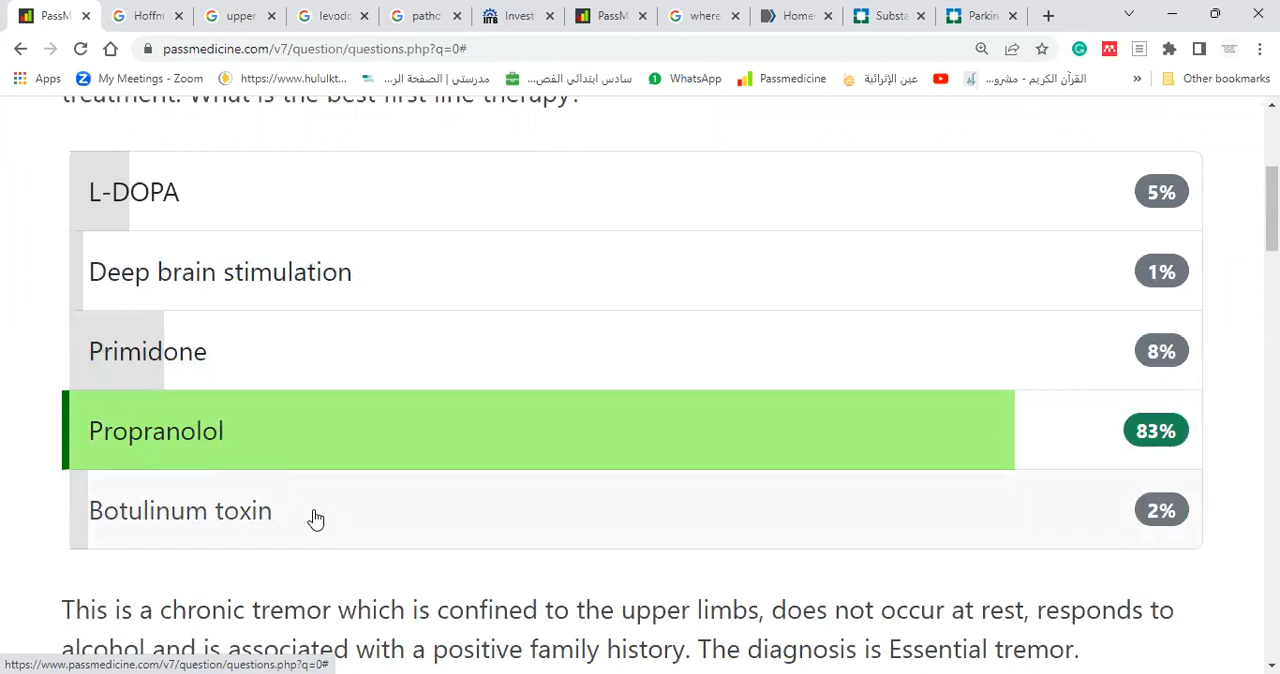 PassM
Hoffm
upper
levodo
patho
Invest
PassM
where
Home
Substa
Parkin
passmedicine.com/v7/question/questions.php?q=0#
Apps
My Meetings - Zoom
https://www.hululkt...
مدرستي | الصفحة الر...
سادس ابتدائي الفص...
WhatsApp
Passmedicine
عين الإثرائية
القرآن الكريم - مشرو...
»
Other bookmarks
treatment. What is the best first line therapy?
L-DOPA 5%
Deep brain stimulation 1%
Primidone 8%
Propranolol 83%
Botulinum toxin 2%
This is a chronic tremor which is confined to the upper limbs, does not occur at rest, responds to
alcohol and is associated with a positive family history. The diagnosis is Essential tremor.
https://www.passmedicine.com/v7/question/questions.php?q=0#